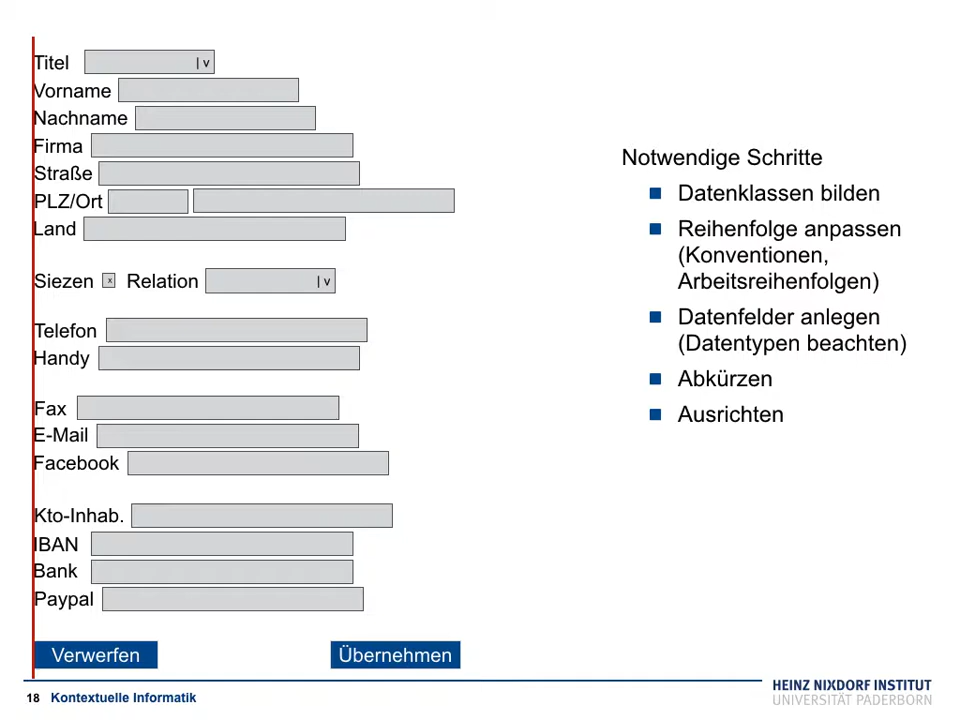 Titel | v
Vorname
Nachname
Firma
Straße
PLZ/Ort
Land
Siezen x Relation | v
Telefon
Handy
Fax
E-Mail
Facebook
Kto-Inhab.
IBAN
Bank
Paypal
Verwerfen Übernehmen
Notwendige Schritte
Datenklassen bilden
Reihenfolge anpassen
(Konventionen,
Arbeitsreihenfolgen)
Datenfelder anlegen
(Datentypen beachten)
Abkürzen
Ausrichten
18 Kontextuelle Informatik
HEINZ NIXDORF INSTITUT
UNIVERSITÄT PADERBORN